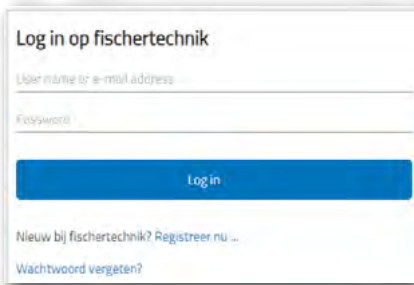 Log in op fischertechnik
User name or e-mail address
Password
Log in
Nieuw bij fischertechnik? Registreer nu ...
Wachtwoord vergeten?